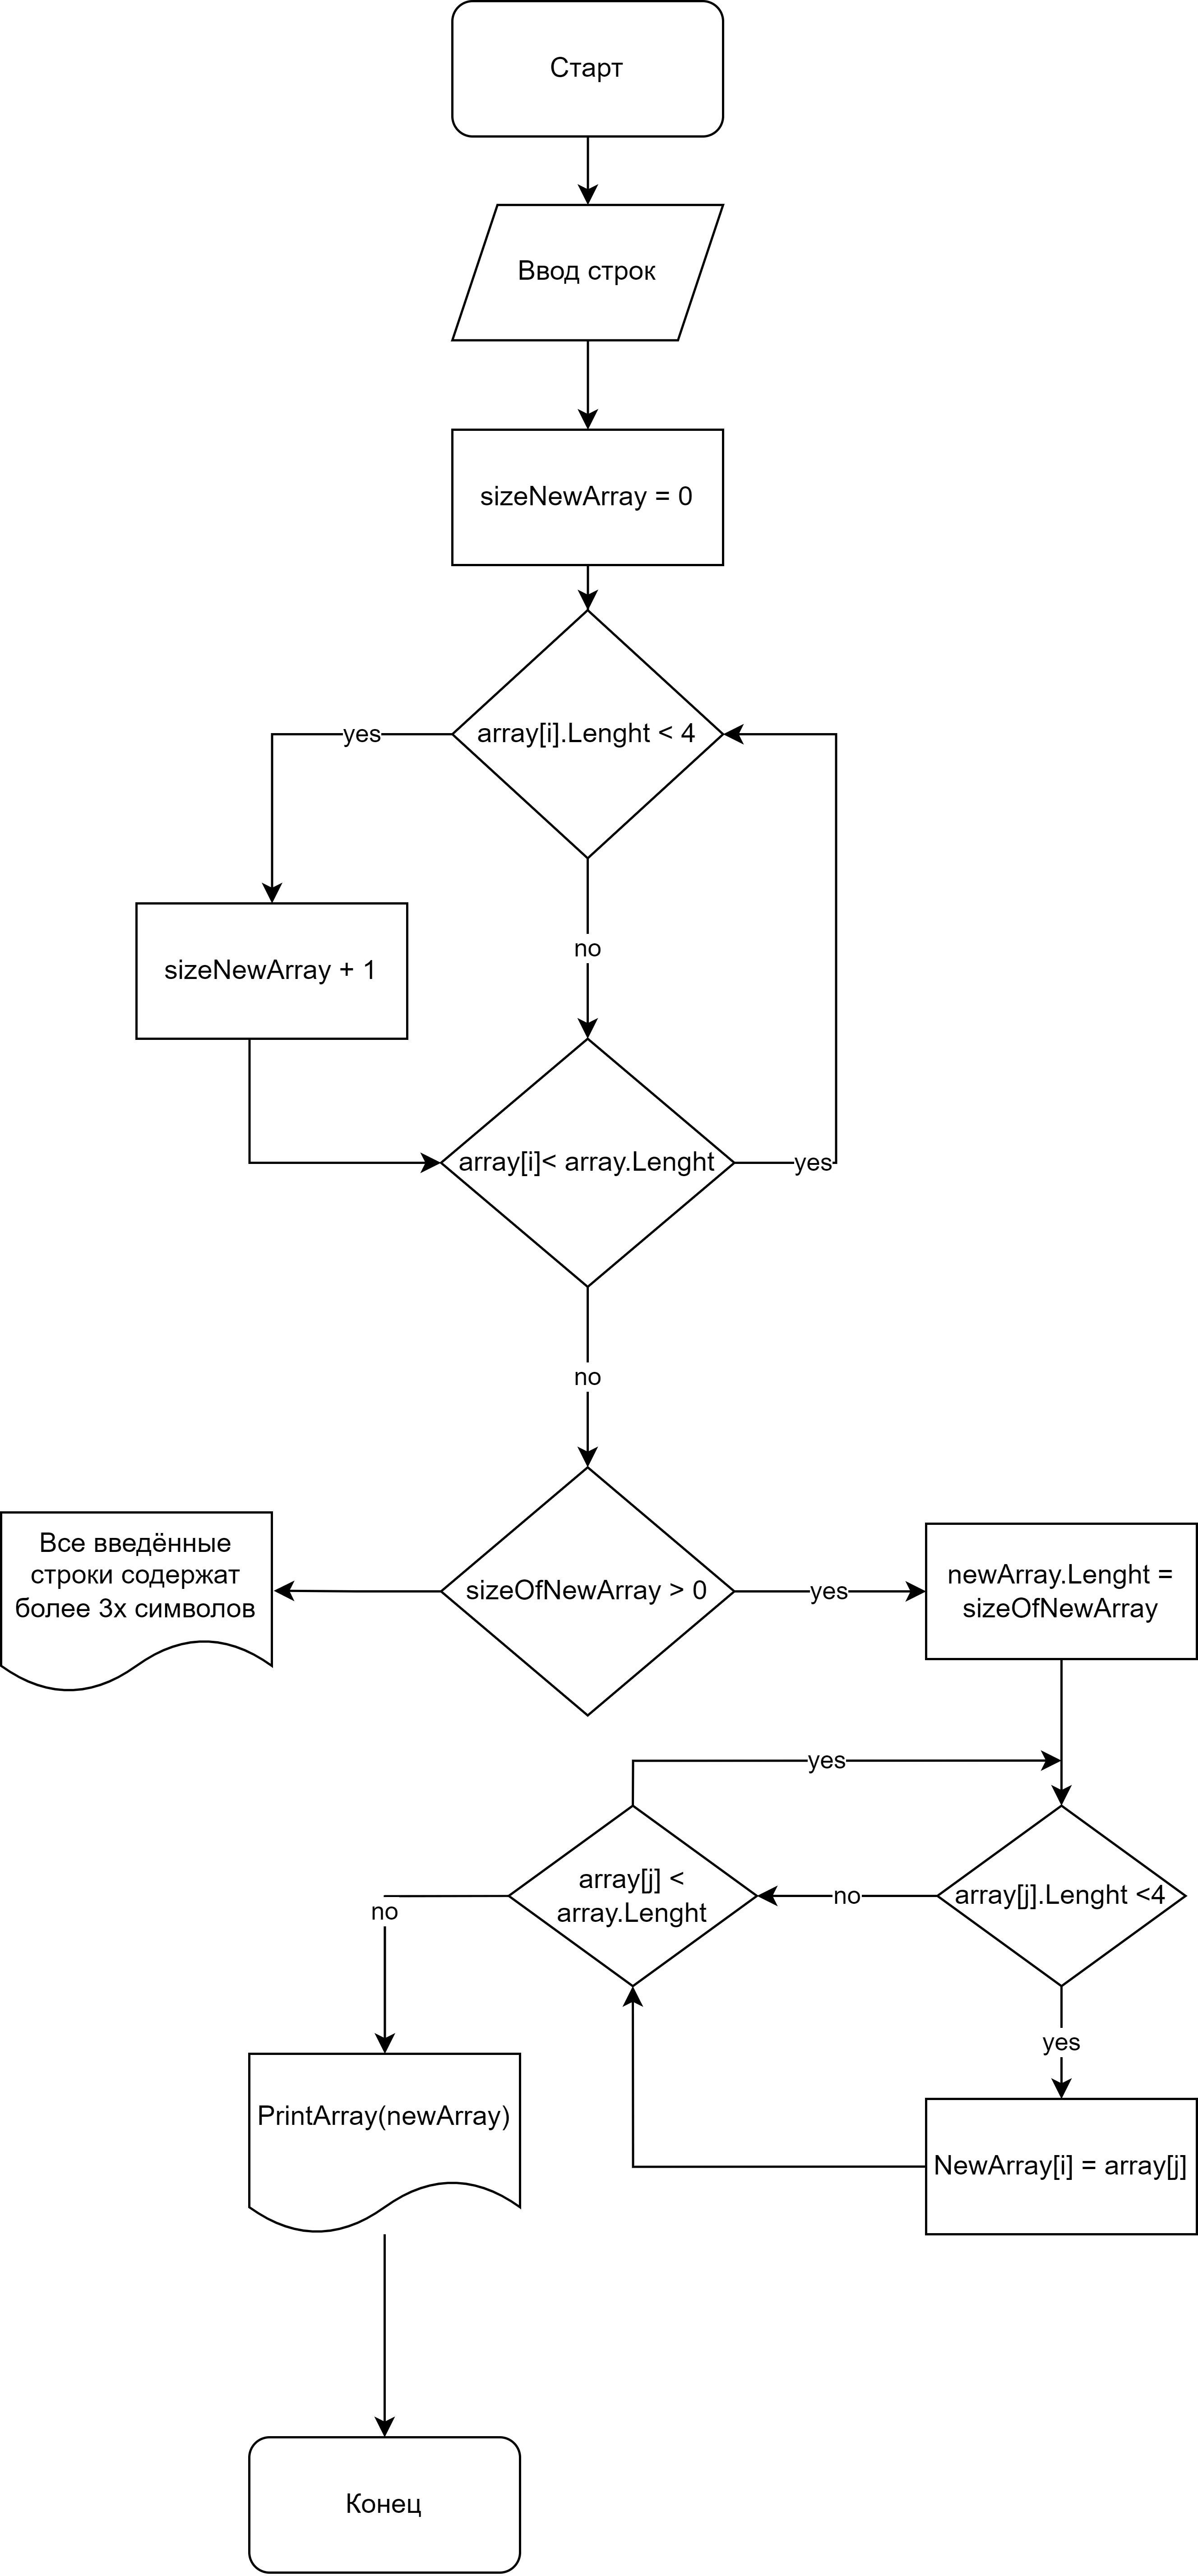 Старт
Ввод строк
sizeNewArray = 0
array[i].Lenght < 4
yes
no
sizeNewArray + 1
array[i]< array.Lenght
yes
no
Все введённые
строки содержат
более 3х символов
sizeOfNewArray > 0
yes
newArray.Lenght =
sizeOfNewArray
yes
array[j] <
array.Lenght
no
array[j].Lenght <4
no
yes
PrintArray(newArray)
NewArray[i] = array[j]
Конец